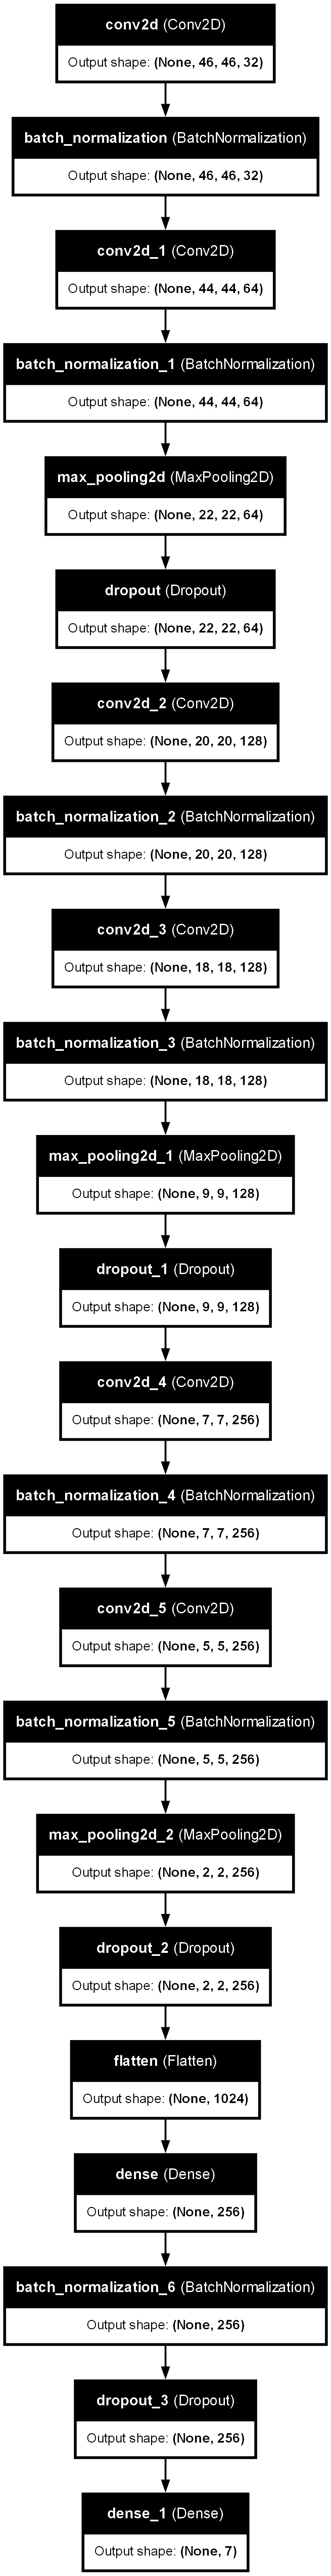 conv2d (Conv2D)
Output shape: (None, 46, 46, 32)
batch_normalization (BatchNormalization)
Output shape: (None, 46, 46, 32)
conv2d_1 (Conv2D)
Output shape: (None, 44, 44, 64)
batch_normalization_1 (BatchNormalization)
Output shape: (None, 44, 44, 64)
max_pooling2d (MaxPooling2D)
Output shape: (None, 22, 22, 64)
dropout (Dropout)
Output shape: (None, 22, 22, 64)
conv2d_2 (Conv2D)
Output shape: (None, 20, 20, 128)
batch_normalization_2 (BatchNormalization)
Output shape: (None, 20, 20, 128)
conv2d_3 (Conv2D)
Output shape: (None, 18, 18, 128)
batch_normalization_3 (BatchNormalization)
Output shape: (None, 18, 18, 128)
max_pooling2d_1 (MaxPooling2D)
Output shape: (None, 9, 9, 128)
dropout_1 (Dropout)
Output shape: (None, 9, 9, 128)
conv2d_4 (Conv2D)
Output shape: (None, 7, 7, 256)
batch_normalization_4 (BatchNormalization)
Output shape: (None, 7, 7, 256)
conv2d_5 (Conv2D)
Output shape: (None, 5, 5, 256)
batch_normalization_5 (BatchNormalization)
Output shape: (None, 5, 5, 256)
max_pooling2d_2 (MaxPooling2D)
Output shape: (None, 2, 2, 256)
dropout_2 (Dropout)
Output shape: (None, 2, 2, 256)
flatten (Flatten)
Output shape: (None, 1024)
dense (Dense)
Output shape: (None, 256)
batch_normalization_6 (BatchNormalization)
Output shape: (None, 256)
dropout_3 (Dropout)
Output shape: (None, 256)
dense_1 (Dense)
Output shape: (None, 7)